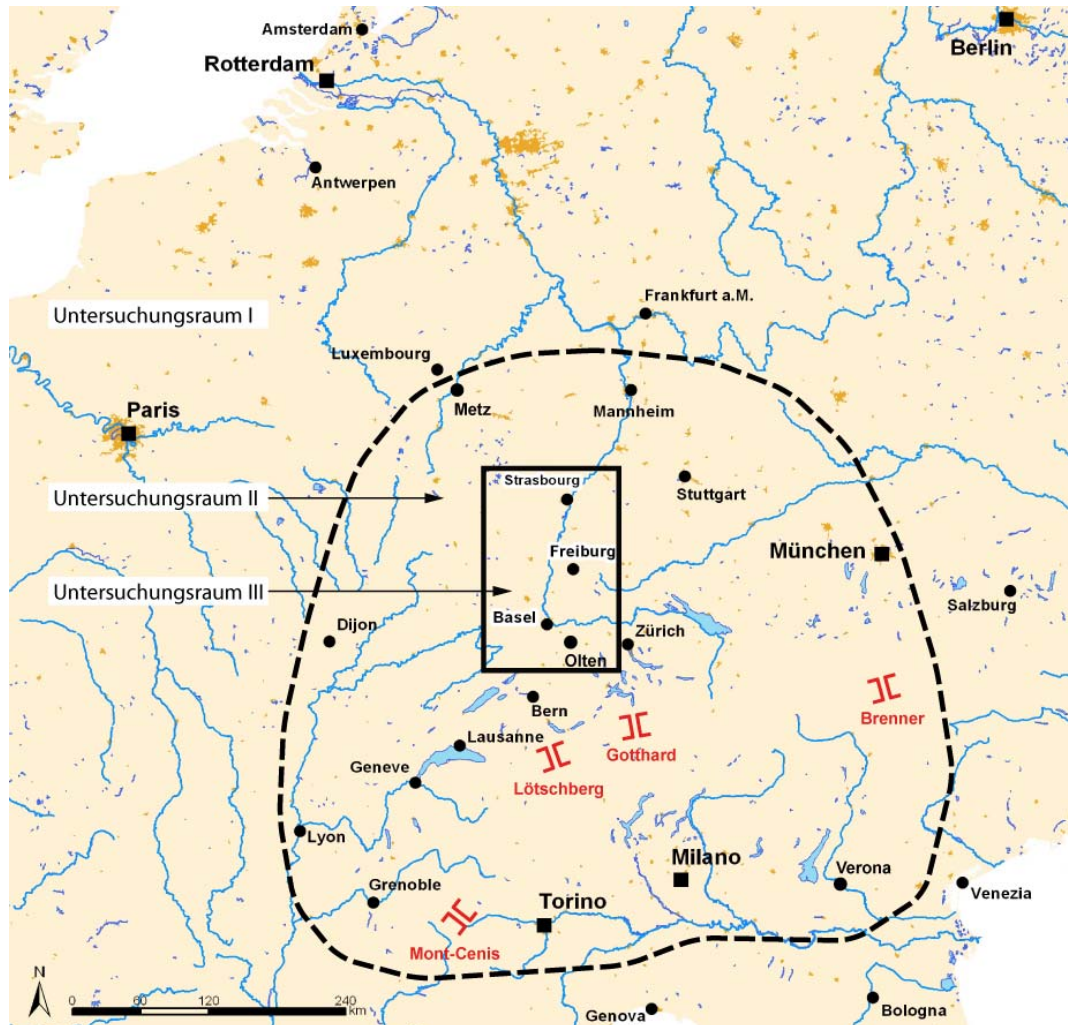 Amsterdam
Berlin
Rotterdam
Antwerpen
Frankfurt a.M.
Untersuchungsraum I
Luxembourg
Metz
Mannheim
Paris
Strasbourg
Stuttgart
Untersuchungsraum II
Freiburg
München
Untersuchungsraum III
Salzburg
Basel
Dijon
Zürich
Olten
Bern
Brenner
Lausanne
Gotthard
Geneve
Lötschberg
Lyon
Milano
Verona
Grenoble
Venezia
Torino
Mont-Cenis
N
0 60 120 240
km
Genova
Bologna